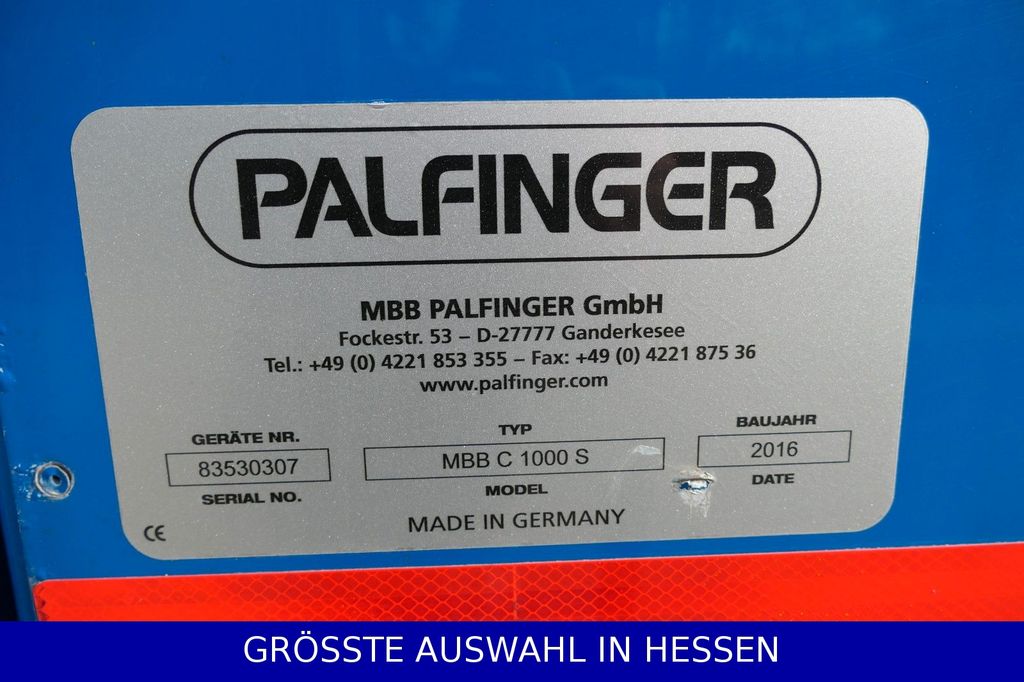 PALFINGER
MBB PALFINGER GmbH
Fockestr. 53 – D-27777 Ganderkesee
Tel.: +49 (0) 4221 853 355 – Fax: +49 (0) 4221 875 36
www.palfinger.com
GERÄTE NR. TYP BAUJAHR
83530307 MBB C 1000 S 2016
SERIAL NO. MODEL DATE
CE MADE IN GERMANY
GRÖSSTE AUSWAHL IN HESSEN